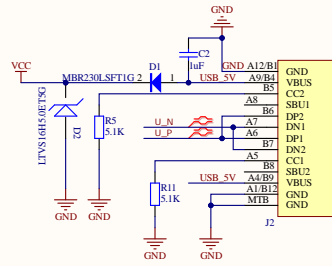 GND
C2
1uF
VCC
D1
MBR230LSFT1G 2 1
USB_5V
GND A12/B1 GND
A9/B4 VBUS
B5 CC2
A8 SBU1
B6 DP2
U_N A7 DN1
U_P A6 DP1
B7 DN2
A5 CC1
B8 SBU2
USB_5V A4/B9 VBUS
A1/B12 GND
MTB GND
J2
LTVS16H5.0ET5G
D2
R5
5.1K
R11
5.1K
GND
GND
GND
GND